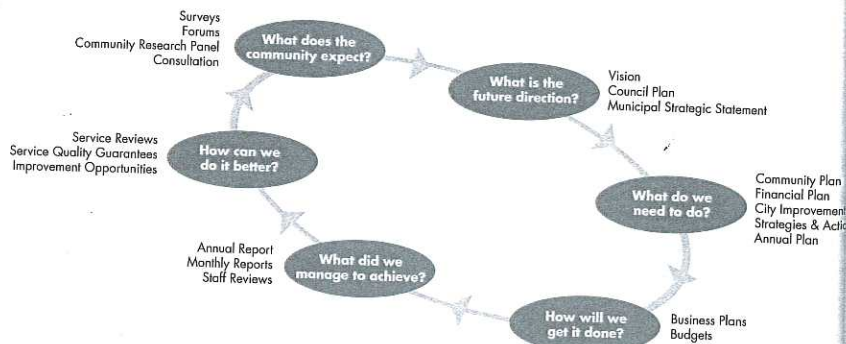 Surveys
Forums
Community Research Panel
Consultation
What does the
community expect?
What is the
future direction?
Vision
Council Plan
Municipal Strategic Statement
Service Reviews
Service Quality Guarantees
Improvement Opportunities
How can we
do it better?
What do we
need to do?
Community Plan
Financial Plan
City Improvement
Strategies &
Annual Plan
Annual Report
Monthly Reports
Staff Reviews
What did we
manage to achieve?
How will we
get it done?
Business Plans
Budgets